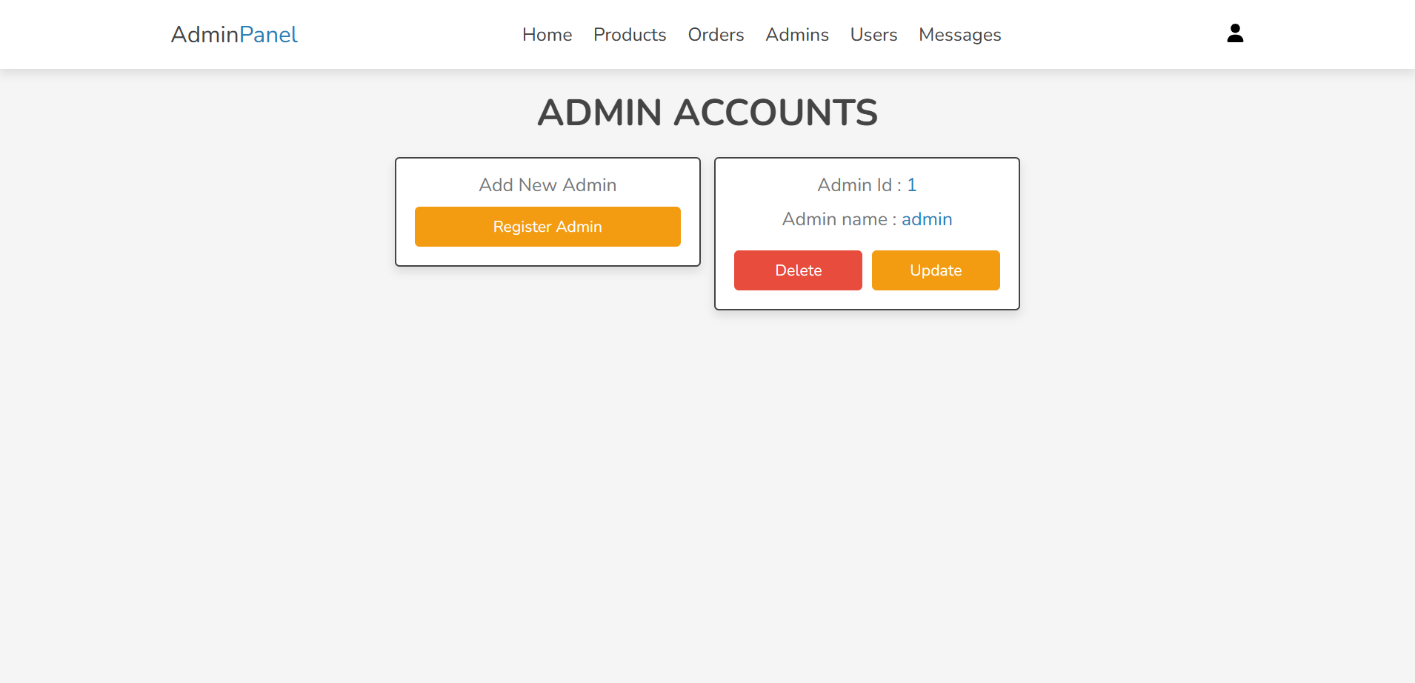 AdminPanel
Home Products Orders Admins Users Messages
ADMIN ACCOUNTS
Add New Admin
Register Admin
Admin Id : 1
Admin name : admin
Delete Update